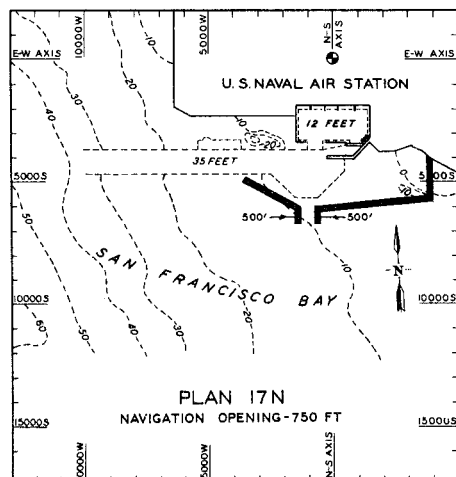 10000W
5000W
N-S AXIS
E-W AXIS
E-W AXIS
U.S. NAVAL AIR STATION
-10
-20
-30
40
-10
-20
12 FEET
35 FEET
0
5000S
5000S
500'
500'
-10
N
SAN FRANCISCO BAY
10000S
10000S
-20
-30
-40
-50
60
PLAN 17N
NAVIGATION OPENING-750 FT
15000S
15000S
10000W
5000W
N-S AXIS